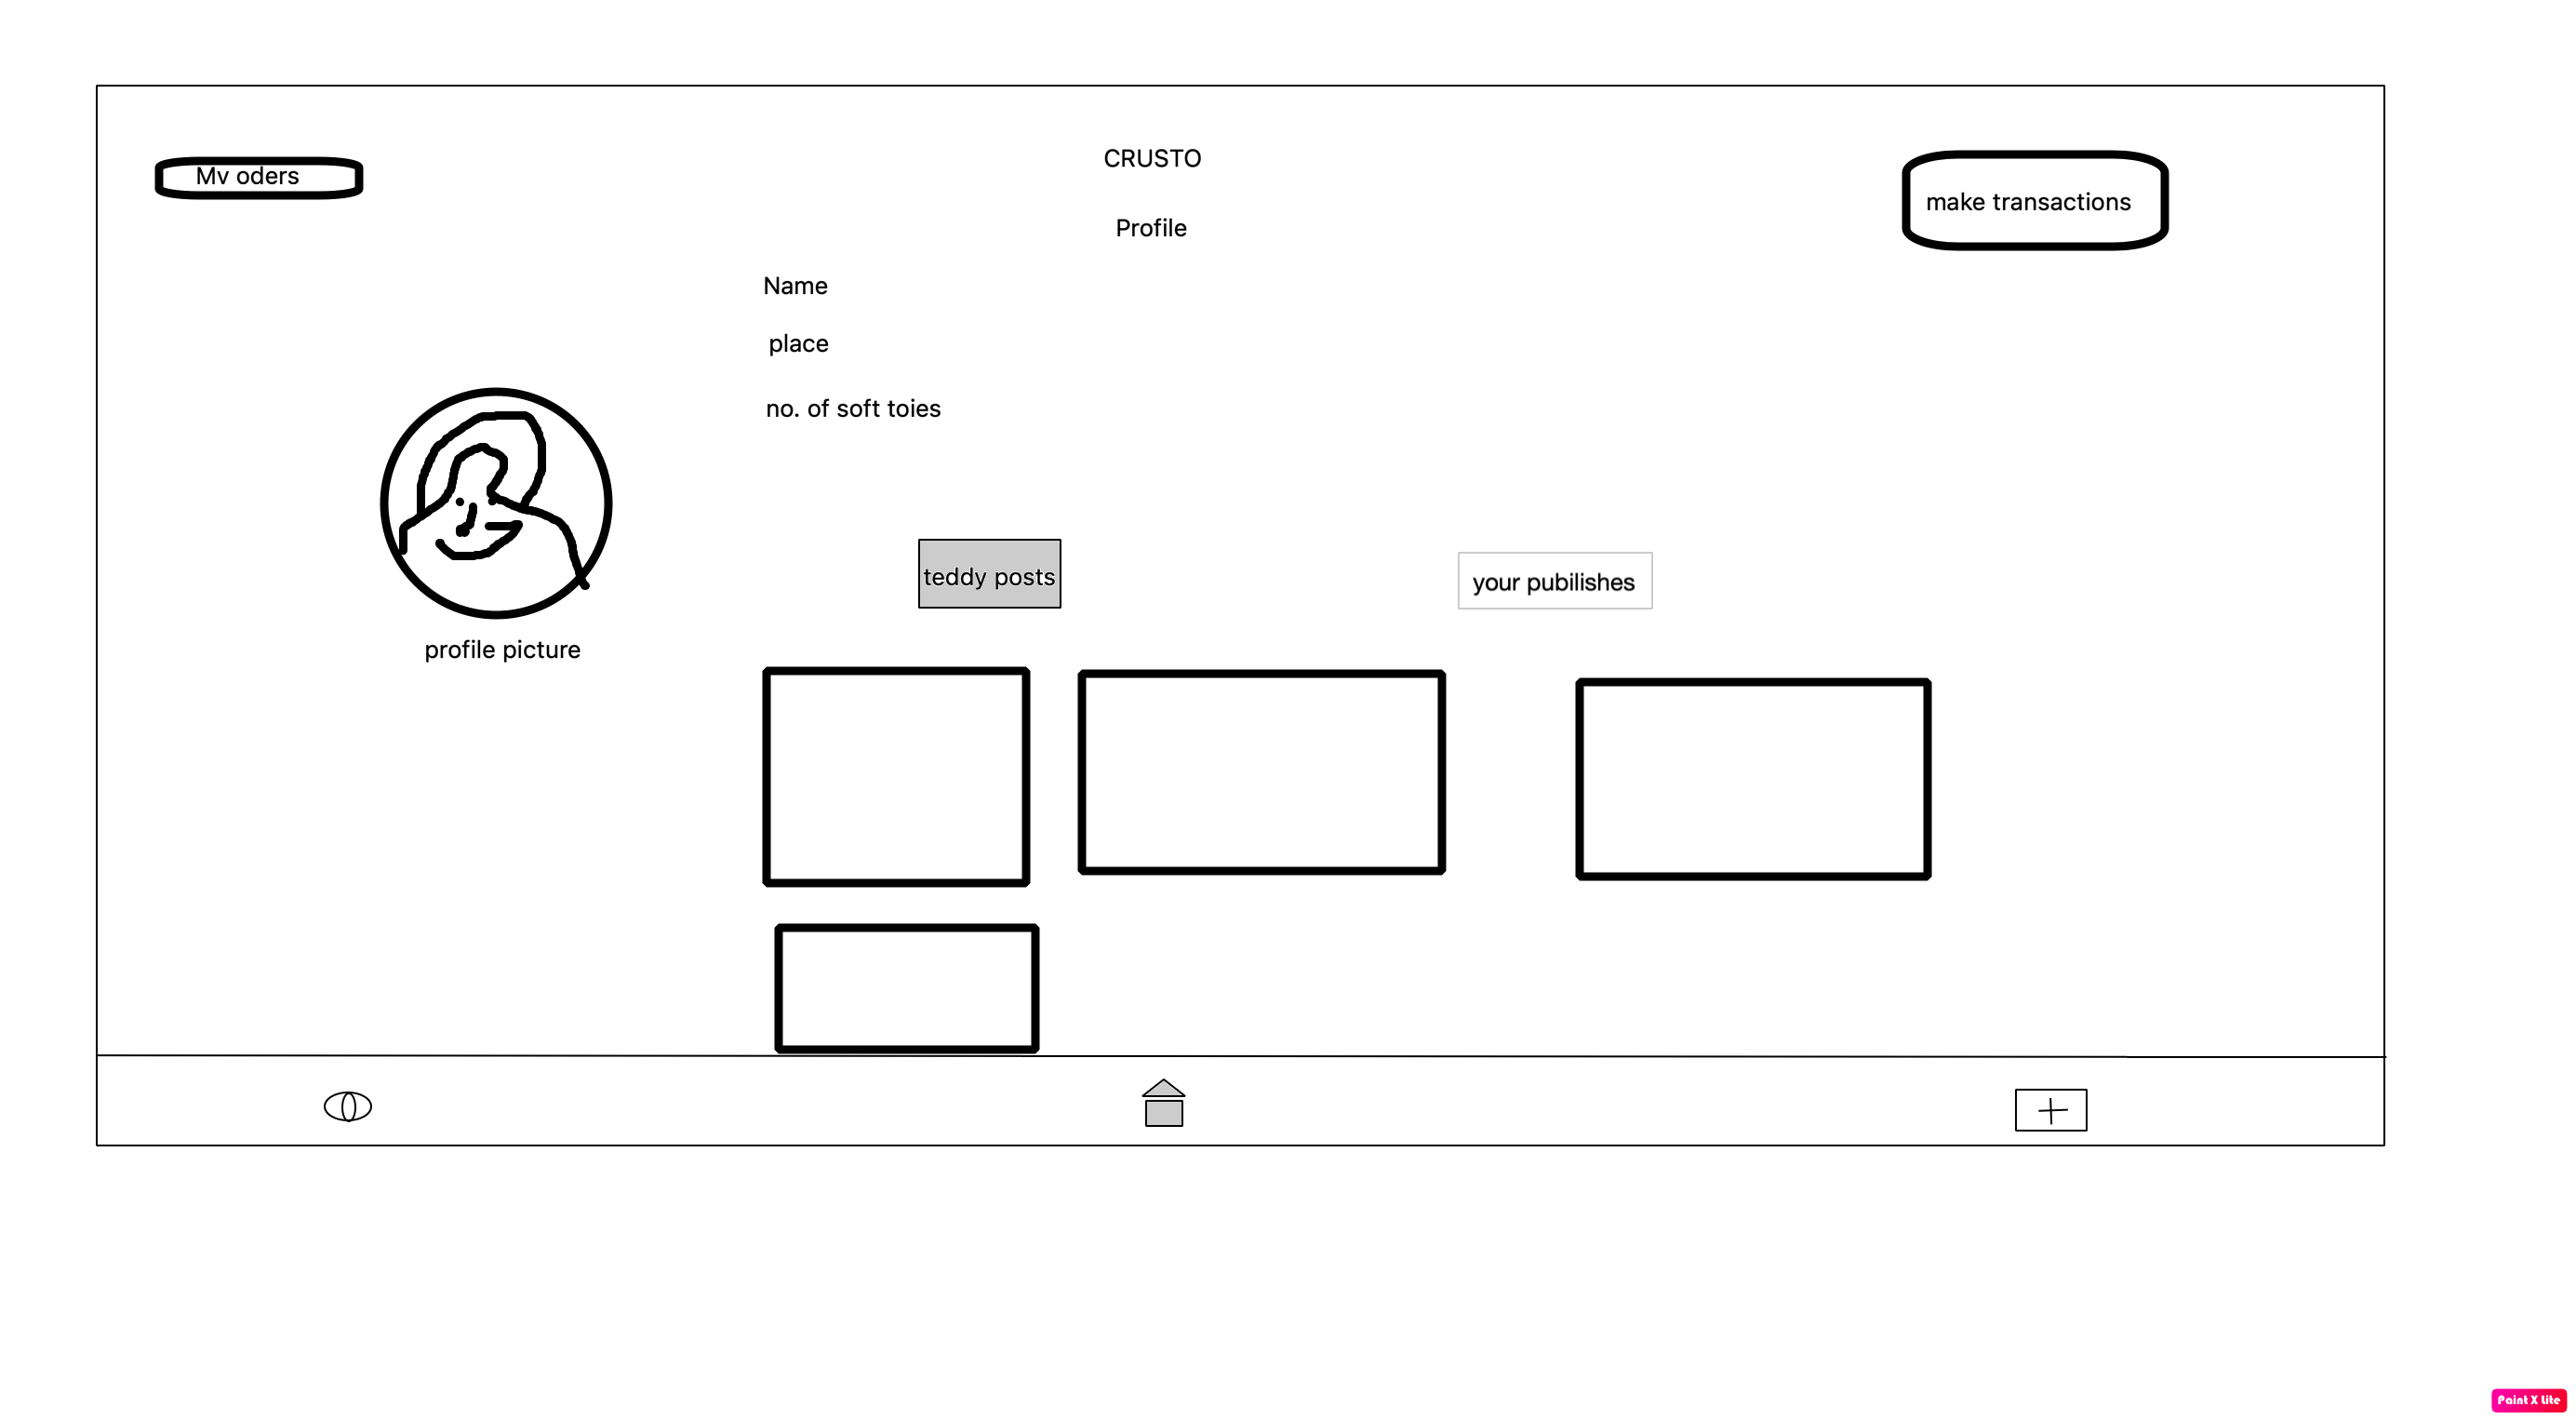 CRUSTO
Mv oders
make transactions
Profile
Name
place
no. of soft toies
teddy posts
your pubilishes
profile picture
Paint X Lite